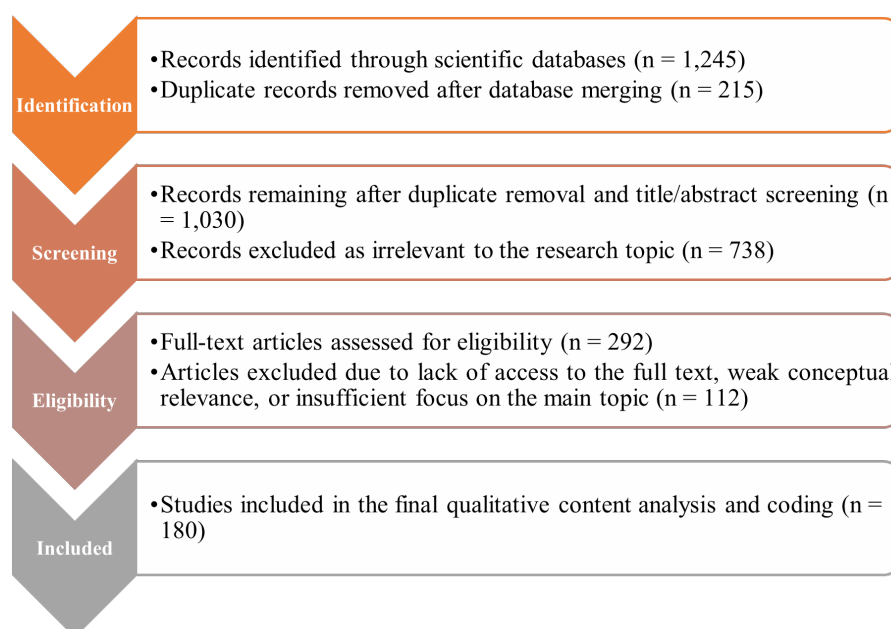 Identification
•Records identified through scientific databases (n = 1,245)
•Duplicate records removed after database merging (n = 215)
Screening
•Records remaining after duplicate removal and title/abstract screening (n
= 1,030)
•Records excluded as irrelevant to the research topic (n = 738)
Eligibility
•Full-text articles assessed for eligibility (n = 292)
•Articles excluded due to lack of access to the full text, weak conceptual
relevance, or insufficient focus on the main topic (n = 112)
Included
•Studies included in the final qualitative content analysis and coding (n =
180)